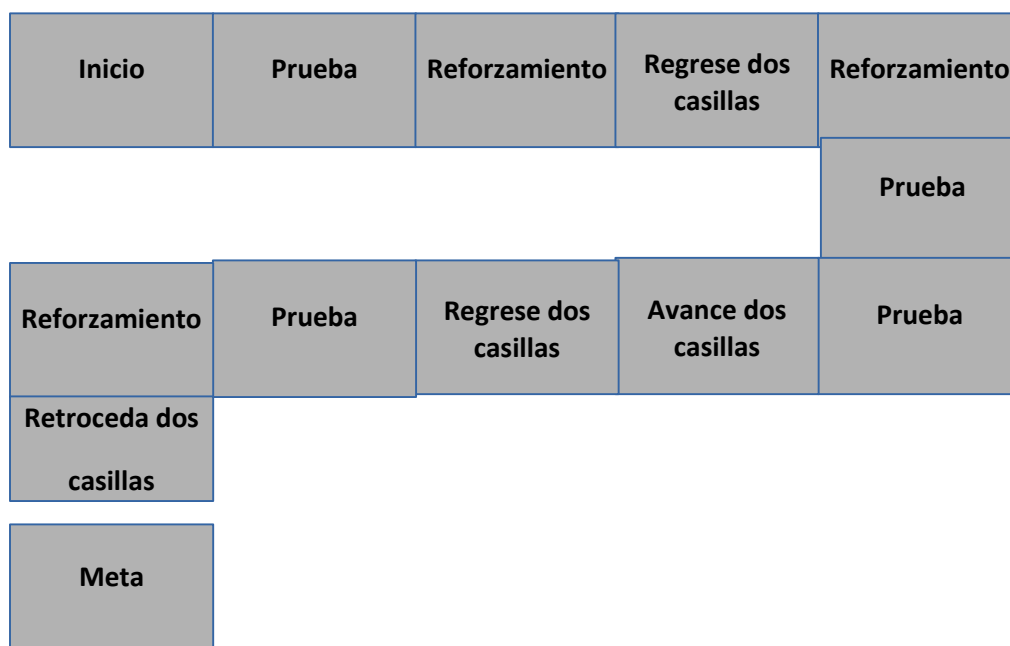 Inicio
Prueba
Reforzamiento
Regrese dos
casillas
Reforzamiento
Prueba
Reforzamiento
Prueba
Regrese dos
casillas
Avance dos
casillas
Prueba
Retroceda dos
casillas
Meta